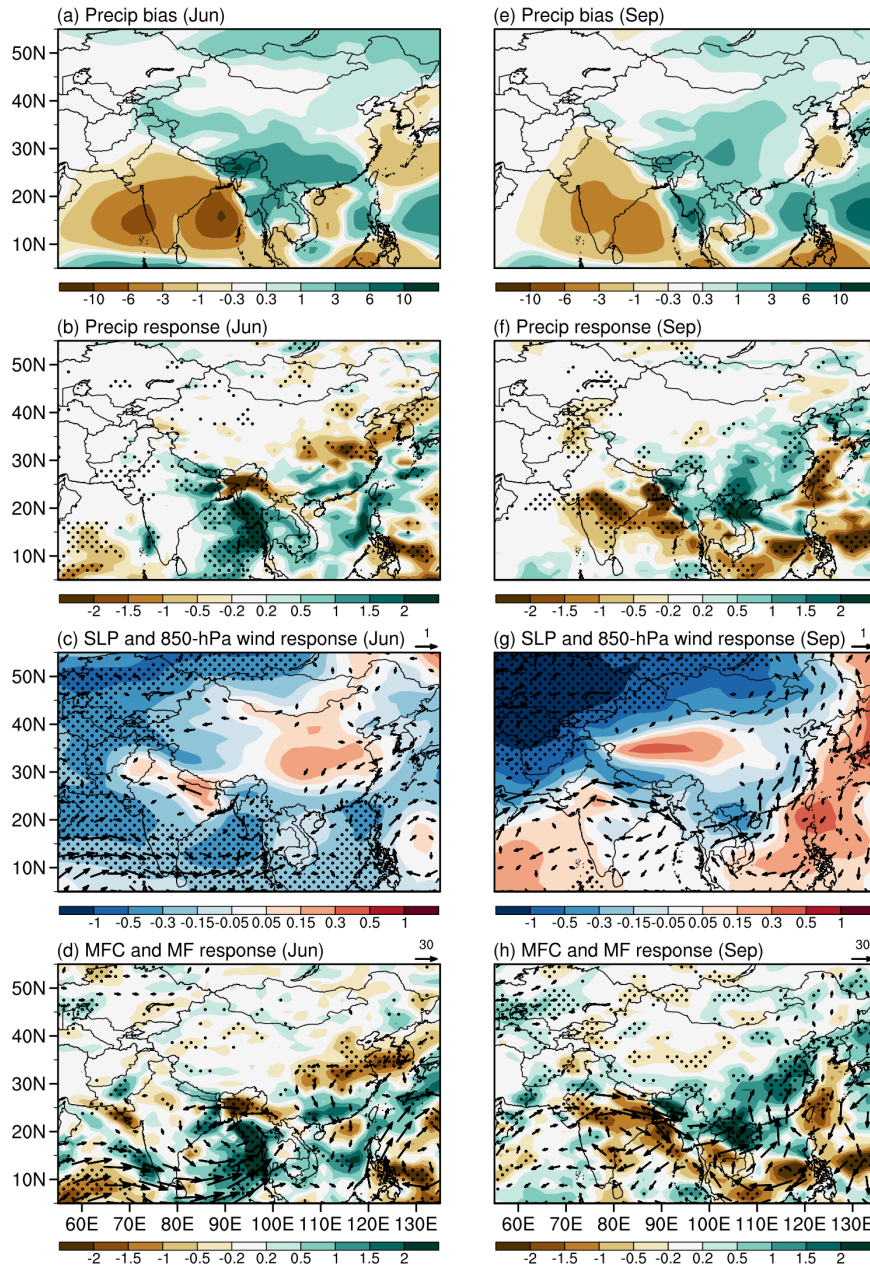 (a) Precip bias (Jun)
50N
40N
30N
20N
10N
-10 -6 -3 -1 -0.3 0.3 1 3 6 10
(b) Precip response (Jun)
50N
40N
30N
20N
10N
-2 -1.5 -1 -0.5 -0.2 0.2 0.5 1 1.5 2
(c) SLP and 850-hPa wind response (Jun) 1
50N
40N
30N
20N
10N
-1 -0.5 -0.3 -0.15 -0.05 0.05 0.15 0.3 0.5 1
(d) MFC and MF response (Jun) 30
50N
40N
30N
20N
10N
60E 70E 80E 90E 100E 110E 120E 130E
-2 -1.5 -1 -0.5 -0.2 0.2 0.5 1 1.5 2
(e) Precip bias (Sep)
-10 -6 -3 -1 -0.3 0.3 1 3 6 10
(f) Precip response (Sep)
-2 -1.5 -1 -0.5 -0.2 0.2 0.5 1 1.5 2
(g) SLP and 850-hPa wind response (Sep) 1
-1 -0.5 -0.3 -0.15 -0.05 0.05 0.15 0.3 0.5 1
(h) MFC and MF response (Sep) 30
60E 70E 80E 90E 100E 110E 120E 130E
-2 -1.5 -1 -0.5 -0.2 0.2 0.5 1 1.5 2